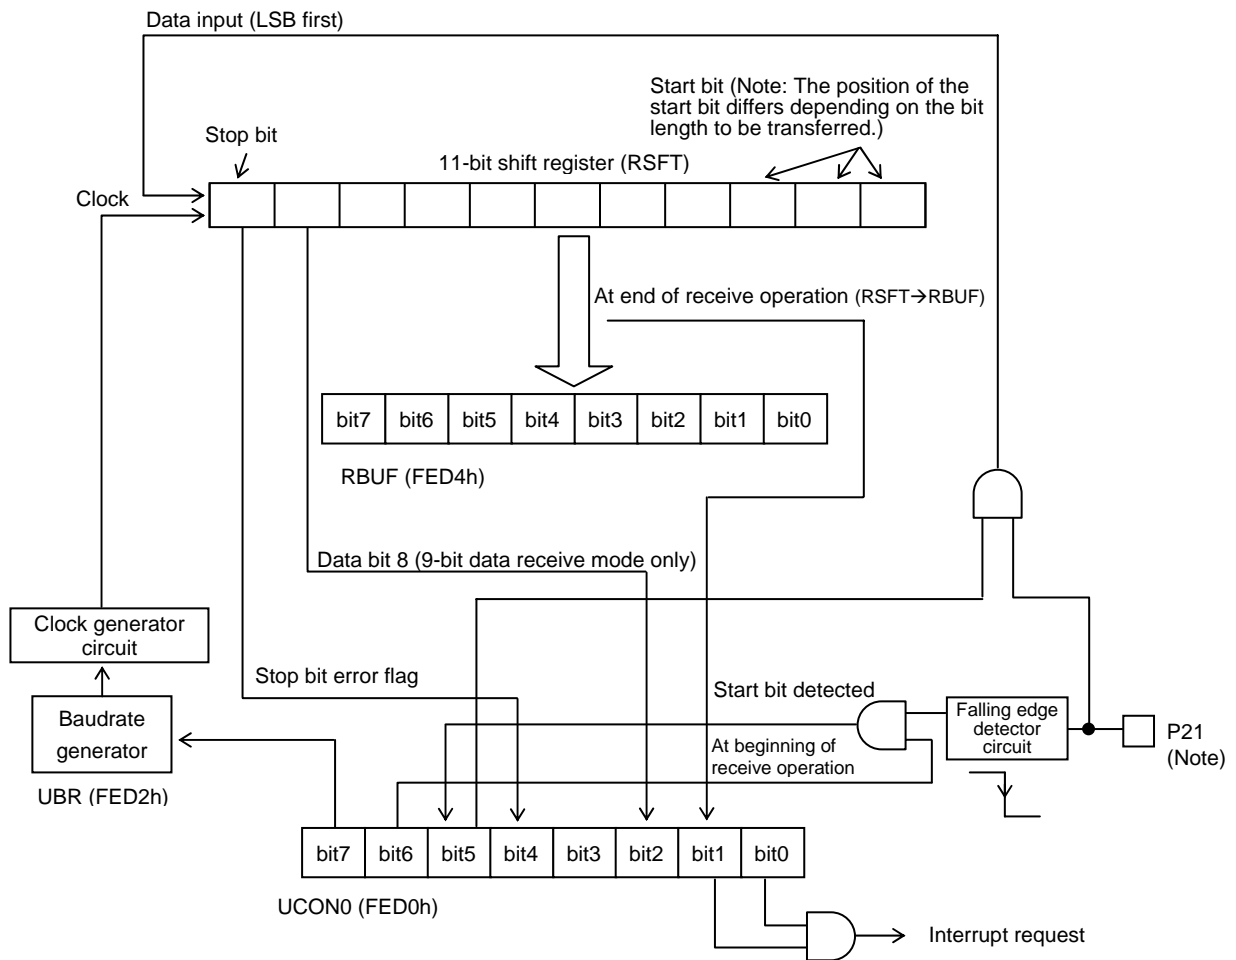 Data input (LSB first)
Start bit (Note: The position of the
start bit differs depending on the bit
length to be transferred.)
Stop bit
11-bit shift register (RSFT)
Clock
At end of receive operation (RSFT→RBUF)
bit7 bit6 bit5 bit4 bit3 bit2 bit1 bit0
RBUF (FED4h)
Data bit 8 (9-bit data receive mode only)
Clock generator
circuit
Stop bit error flag
Start bit detected
Baudrate
generator
Falling edge
detector
circuit
P21
(Note)
At beginning of
receive operation
UBR (FED2h)
bit7 bit6 bit5 bit4 bit3 bit2 bit1 bit0
UCON0 (FED0h)
Interrupt request